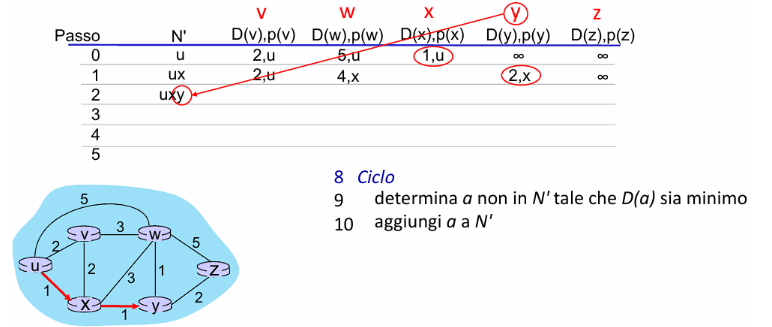 v w x y z
Passo N' D(v),p(v) D(w),p(w) D(x),p(x) D(y),p(y) D(z),p(z)
0 u 2,u 5,u 1,u ∞ ∞
1 ux 2,u 4,x 2,x ∞
2 uxy
3
4
5
8 Ciclo
9 determina a non in N' tale che D(a) sia minimo
10 aggiungi a a N'
5
v 3 w
2 5
u 2 3 1 z
1 2
x 1 y